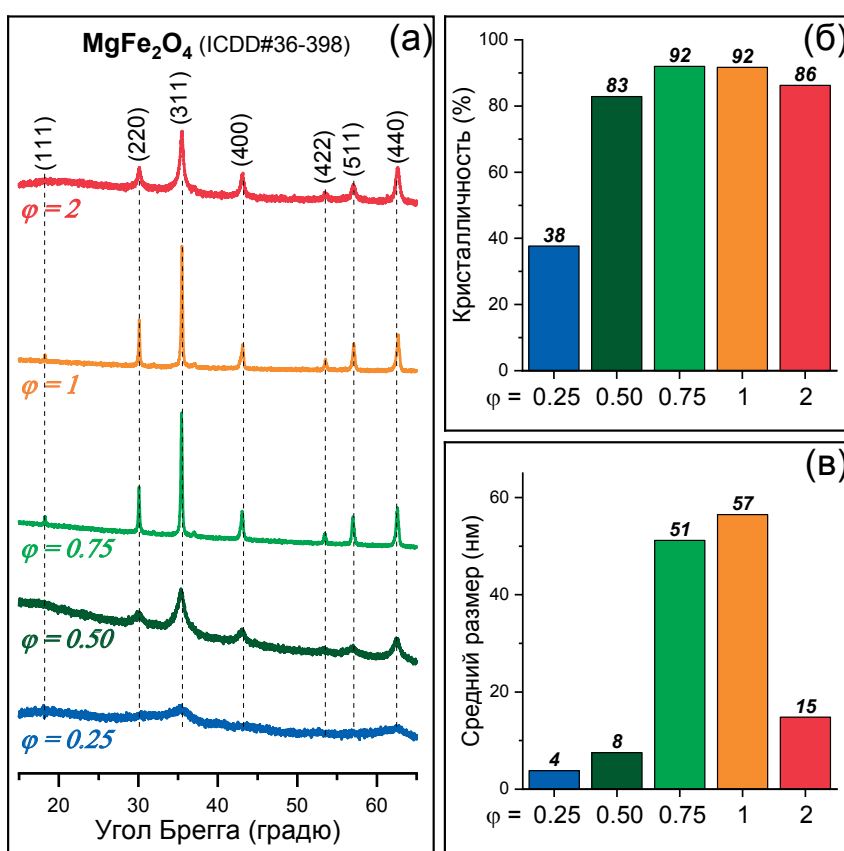 MgFe₂O₄ (ICDD#36-398) (а)
(111) (220) (311) (400) (422) (511) (440)
φ = 2
φ = 1
φ = 0.75
φ = 0.50
φ = 0.25
20 30 40 50 60
Угол Брегга (градю)
(б)
Кристалличность (%)
100
80
60
40
20
0
38 83 92 92 86
φ = 0.25 0.50 0.75 1 2
(в)
Средний размер (нм)
60
40
20
0
4 8 51 57 15
φ = 0.25 0.50 0.75 1 2